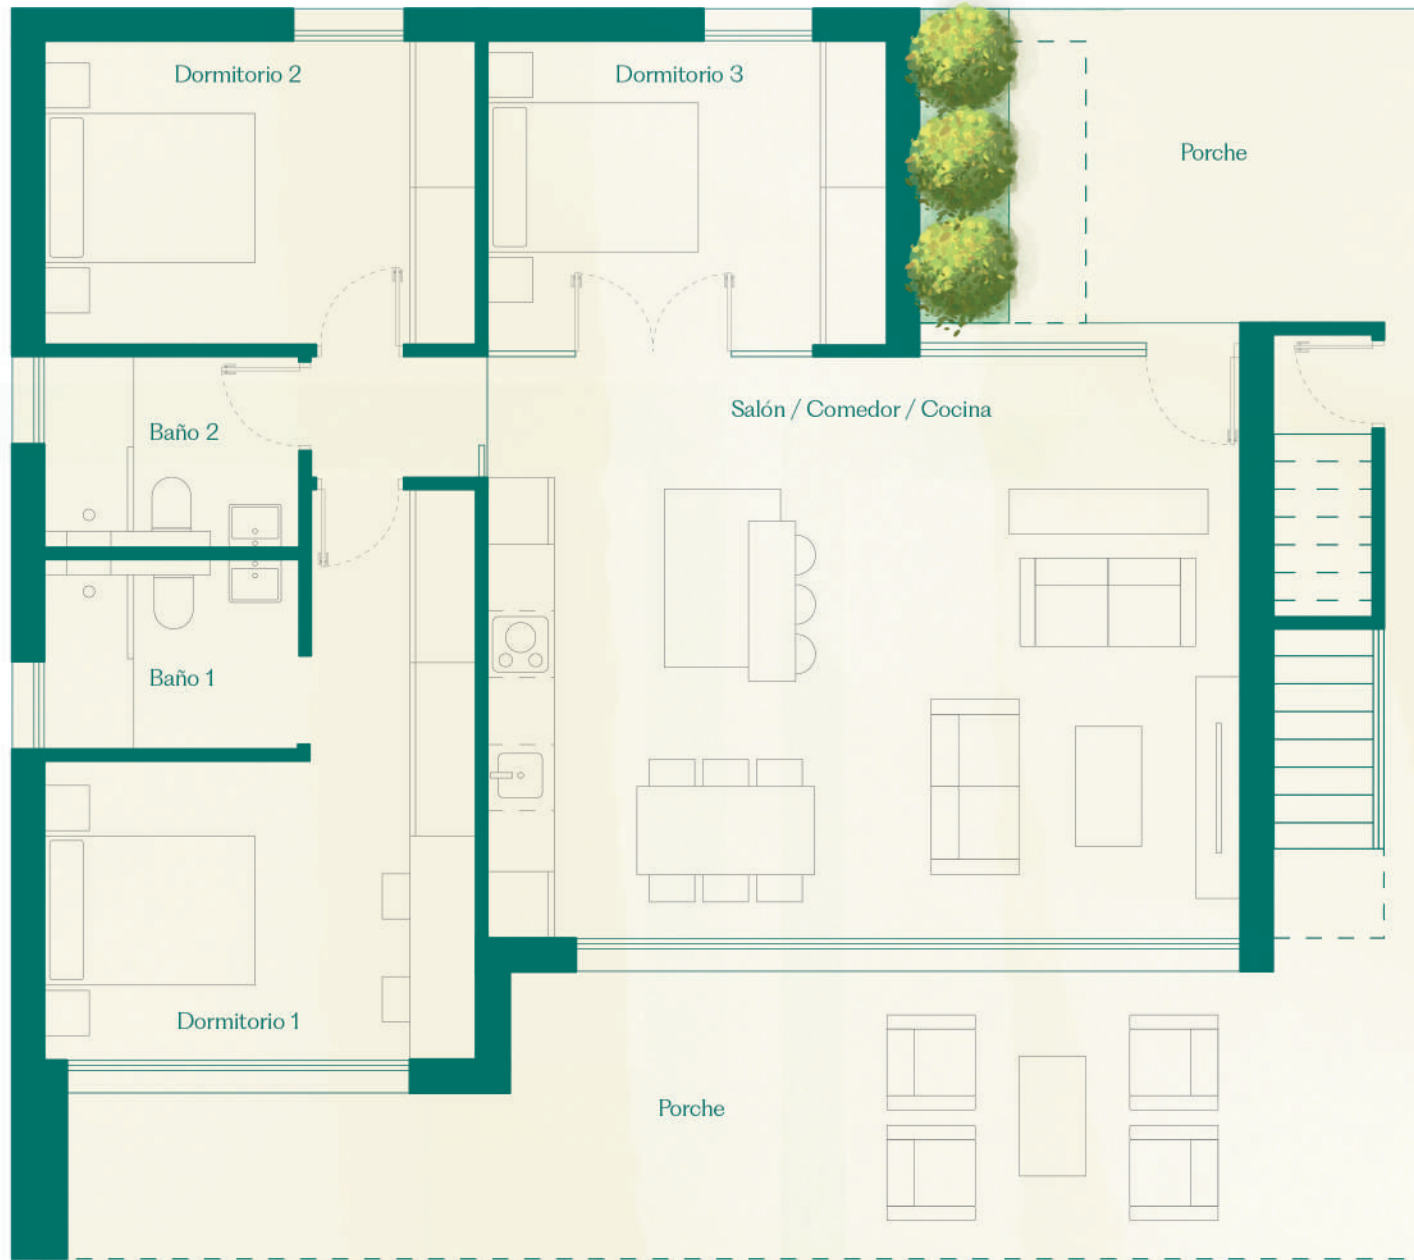 Dormitorio 2
Dormitorio 3
Porche
Salón / Comedor / Cocina
Baño 2
Baño 1
Dormitorio 1
Porche